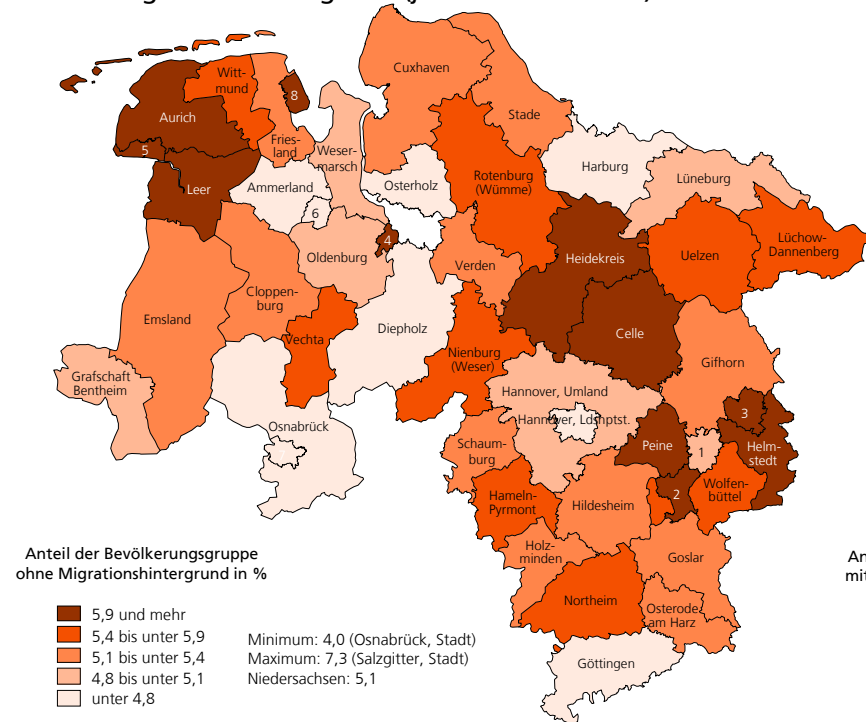 Cuxhaven
Witt-
mund
8
Stade
Aurich
Fries-
land
Weser-
marsch
5
Harburg
Rotenburg
(Wümme)
Lüneburg
Leer
Ammerland
Osterholz
6
4
Oldenburg
Heidekreis
Uelzen
Lüchow-
Dannenberg
Verden
Cloppen-
burg
Emsland
Diepholz
Celle
Vechta
Nienburg
(Weser)
Gifhorn
Grafschaft
Bentheim
Hannover, Umland
Hannover, Ldshptst.
3
Osnabrück
Schaum-
burg
Peine
1
Helm-
stedt
7
Wolfen-
büttel
2
Hameln-
Pyrmont
Hildesheim
Holz-
minden
Goslar
Northeim
Osterode
am Harz
Göttingen
Anteil der Bevölkerungsgruppe
ohne Migrationshintergrund in %
5,9 und mehr
5,4 bis unter 5,9
5,1 bis unter 5,4
4,8 bis unter 5,1
unter 4,8
Minimum: 4,0 (Osnabrück, Stadt)
Maximum: 7,3 (Salzgitter, Stadt)
Niedersachsen: 5,1
An
mit